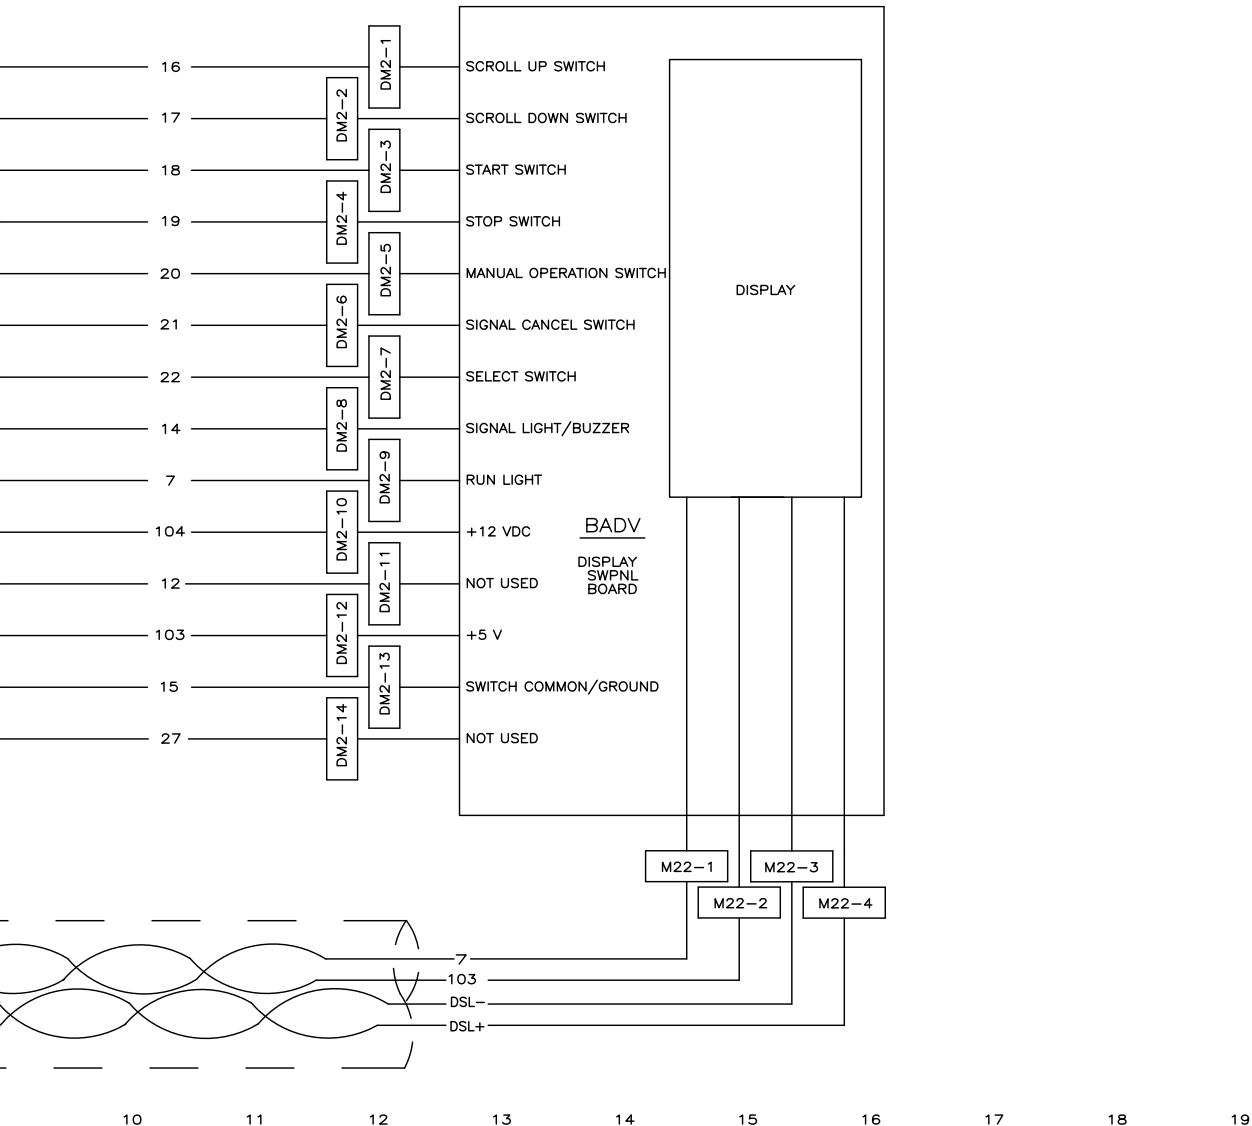 16 DM2-1 SCROLL UP SWITCH
17 DM2-2 SCROLL DOWN SWITCH
18 DM2-3 START SWITCH
19 DM2-4 STOP SWITCH
20 DM2-5 MANUAL OPERATION SWITCH
DISPLAY
21 DM2-6 SIGNAL CANCEL SWITCH
22 DM2-7 SELECT SWITCH
14 DM2-8 SIGNAL LIGHT/BUZZER
7 DM2-9 RUN LIGHT
104 DM2-10 +12 VDC
BADV
DISPLAY
SWPNL
BOARD
12 DM2-11 NOT USED
103 DM2-12 +5 V
15 DM2-13 SWITCH COMMON/GROUND
27 DM2-14 NOT USED
M22-1 M22-3
M22-2 M22-4
7
103
DSL-
DSL+
10 11 12 13 14 15 16 17 18 19